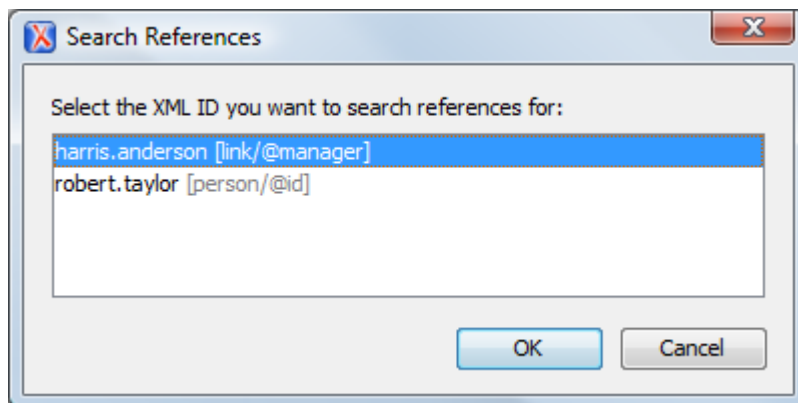 Search References
Select the XML ID you want to search references for:
harris.anderson [link/@manager]
robert.taylor [person/@id]
OK Cancel